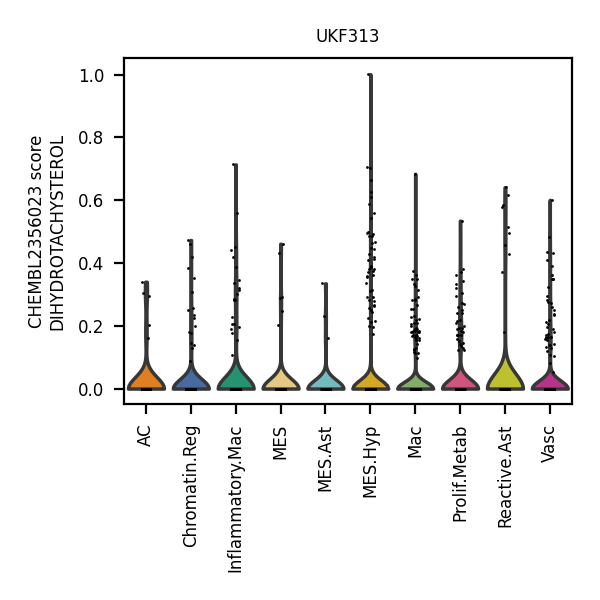 UKF313
CHEMBL2356023 score
DIHYDROTACHYSTEROL
1.0
0.8
0.6
0.4
0.2
0.0
AC
Chromatin.Reg
Inflammatory.Mac
MES
MES.Ast
MES.Hyp
Mac
Prolif.Metab
Reactive.Ast
Vasc